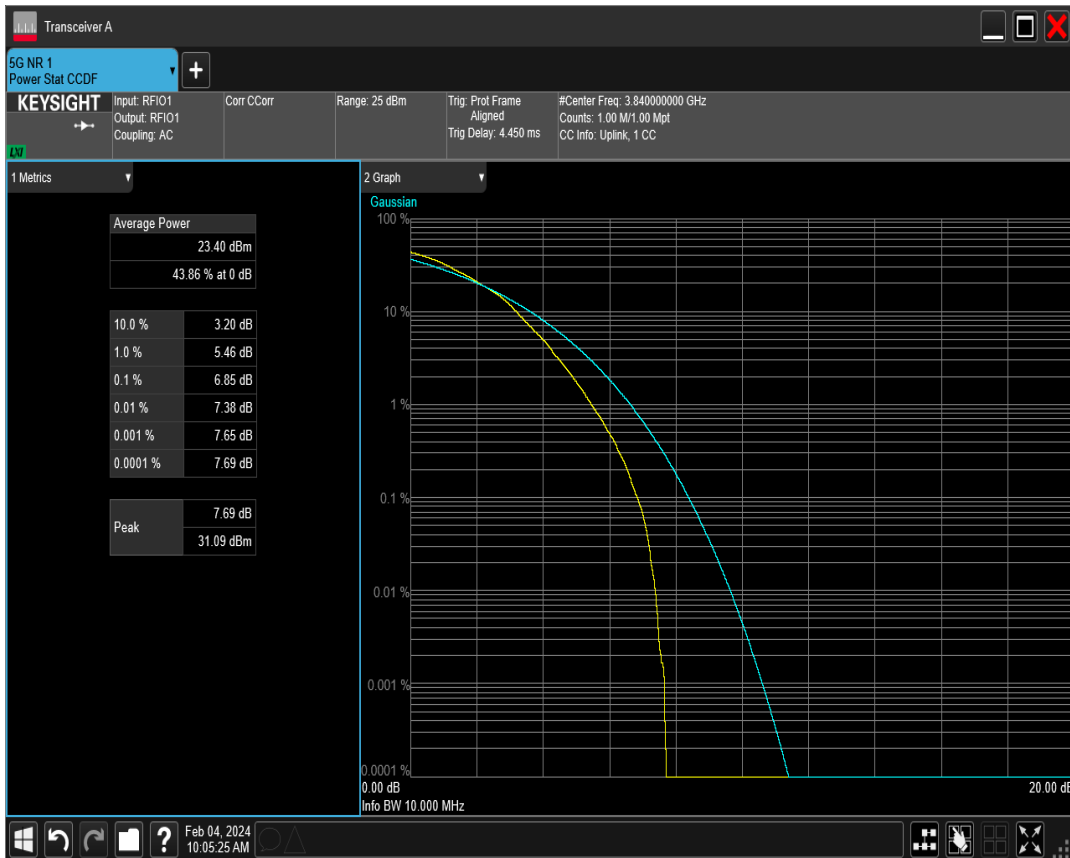 Transceiver A
5G NR 1
Power Stat CCDF
KEYSIGHT
LXI
Input: RFIO1
Output: RFIO1
Coupling: AC
Corr CCorr
Range: 25 dBm
Trig: Prot Frame
Aligned
Trig Delay: 4.450 ms
#Center Freq: 3.840000000 GHz
Counts: 1.00 M/1.00 Mpt
CC Info: Uplink, 1 CC
1 Metrics
Average Power
23.40 dBm
43.86 % at 0 dB
10.0 % 3.20 dB
1.0 % 5.46 dB
0.1 % 6.85 dB
0.01 % 7.38 dB
0.001 % 7.65 dB
0.0001 % 7.69 dB
Peak
7.69 dB
31.09 dBm
2 Graph
Gaussian
100 %
10 %
1 %
0.1 %
0.01 %
0.001 %
0.0001 %
0.00 dB 20.00 dB
Info BW 10.000 MHz
Feb 04, 2024
10:05:25 AM